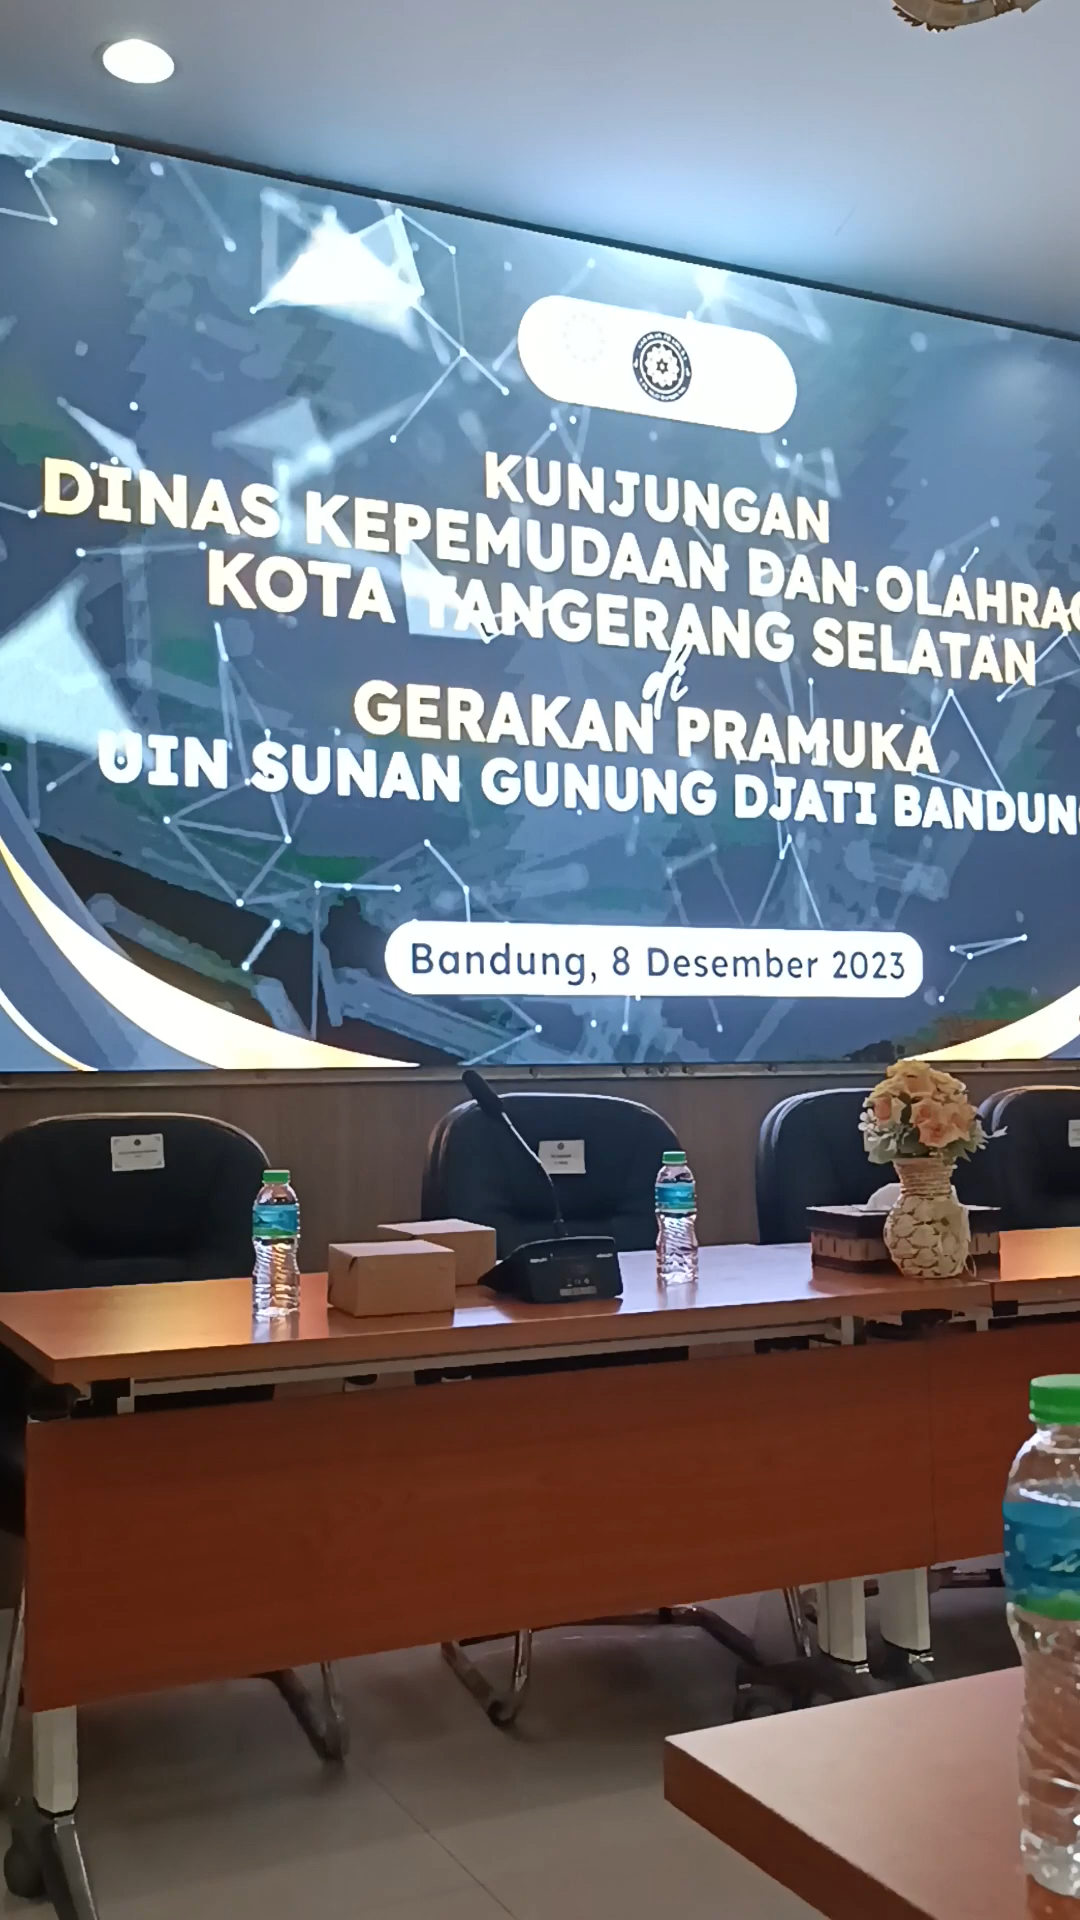 KUNJUNGAN
DINAS KEPEMUDAAN DAN OLAHRAG
KOTA TANGERANG SELATAN
di
GERAKAN PRAMUKA
UIN SUNAN GUNUNG DJATI BANDUNG
Bandung, 8 Desember 2023